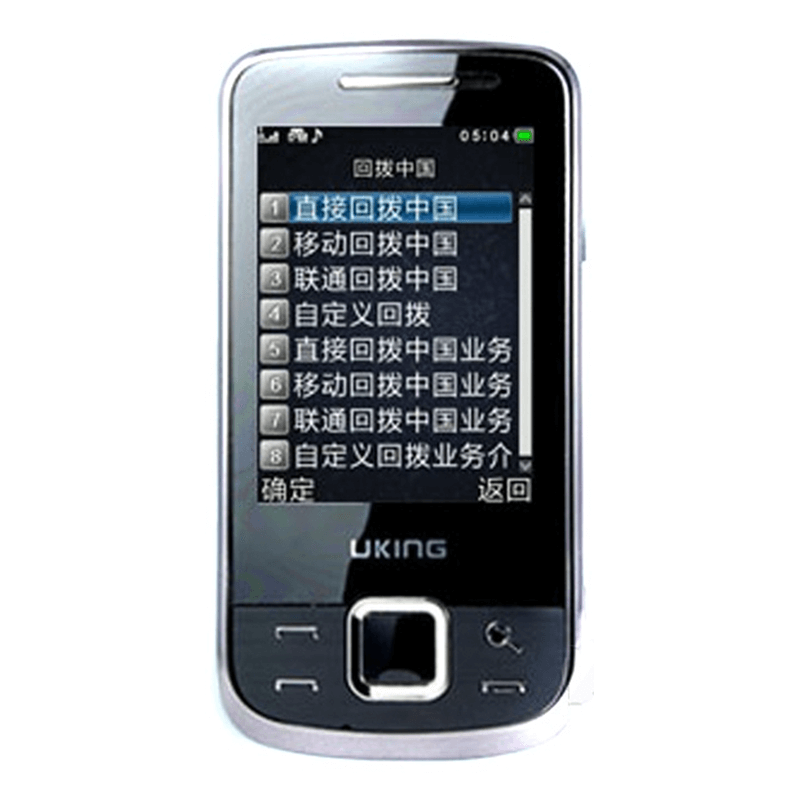 05:04
回拨中国
1 直接回拨中国
2 移动回拨中国
3 联通回拨中国
4 自定义回拨
5 直接回拨中国业务
6 移动回拨中国业务
7 联通回拨中国业务
8 自定义回拨业务介
确定 返回
UKING